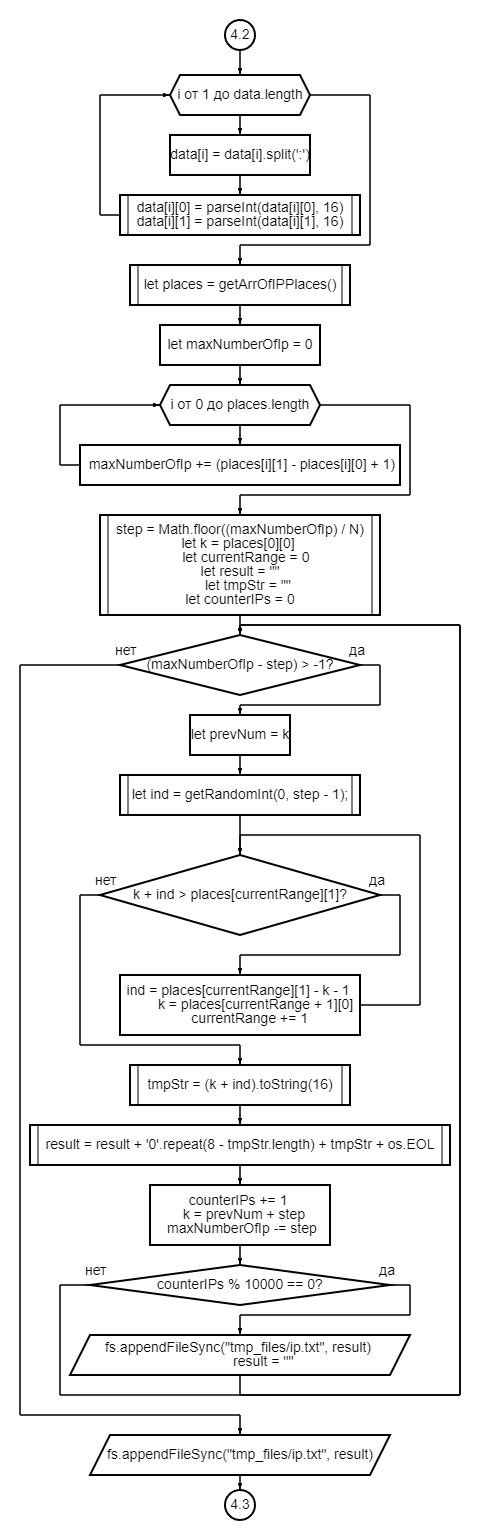 4.2
i от 1 до data.length
data[i] = data[i].split(':')
data[i][0] = parseInt(data[i][0], 16)
data[i][1] = parseInt(data[i][1], 16)
let places = getArrOfIPPlaces()
let maxNumberOfIp = 0
i от 0 до places.length
maxNumberOfIp += (places[i][1] - places[i][0] + 1)
step = Math.floor((maxNumberOfIp) / N)
let k = places[0][0]
let currentRange = 0
let result = ""
let tmpStr = ""
let counterIPs = 0
нет
да
(maxNumberOfIp - step) > -1?
let prevNum = k
let ind = getRandomInt(0, step - 1);
нет
да
k + ind > places[currentRange][1]?
ind = places[currentRange][1] - k - 1
k = places[currentRange + 1][0]
currentRange += 1
tmpStr = (k + ind).toString(16)
result = result + '0'.repeat(8 - tmpStr.length) + tmpStr + os.EOL
counterIPs += 1
k = prevNum + step
maxNumberOfIp -= step
нет
да
counterIPs % 10000 == 0?
fs.appendFileSync("tmp_files/ip.txt", result)
result = ""
fs.appendFileSync("tmp_files/ip.txt", result)
4.3